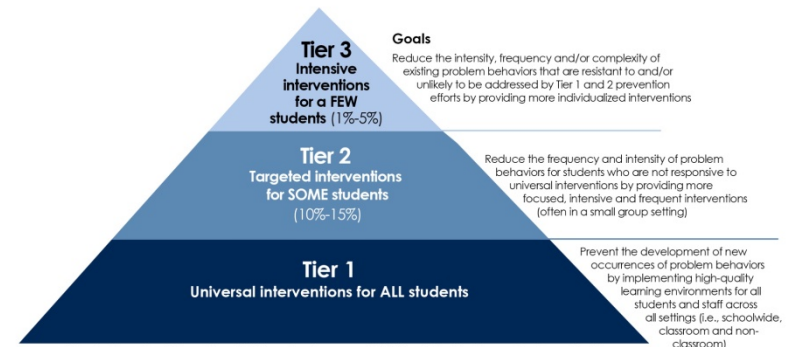 Tier 3
Intensive
interventions
for a FEW
students (1%-5%)
Goals
Reduce the intensity, frequency and/or complexity of
existing problem behaviors that are resistant to and/or
unlikely to be addressed by Tier 1 and 2 prevention
efforts by providing more individualized interventions
Tier 2
Targeted interventions
for SOME students
(10%-15%)
Reduce the frequency and intensity of problem
behaviors for students who are not responsive to
universal interventions by providing more
focused, intensive and frequent interventions
(often in a small group setting)
Tier 1
Universal interventions for ALL students
Prevent the development of new
occurrences of problem behaviors
by implementing high-quality
learning environments for all
students and staff across
all settings (i.e., schoolwide,
classroom and non-
classroom)